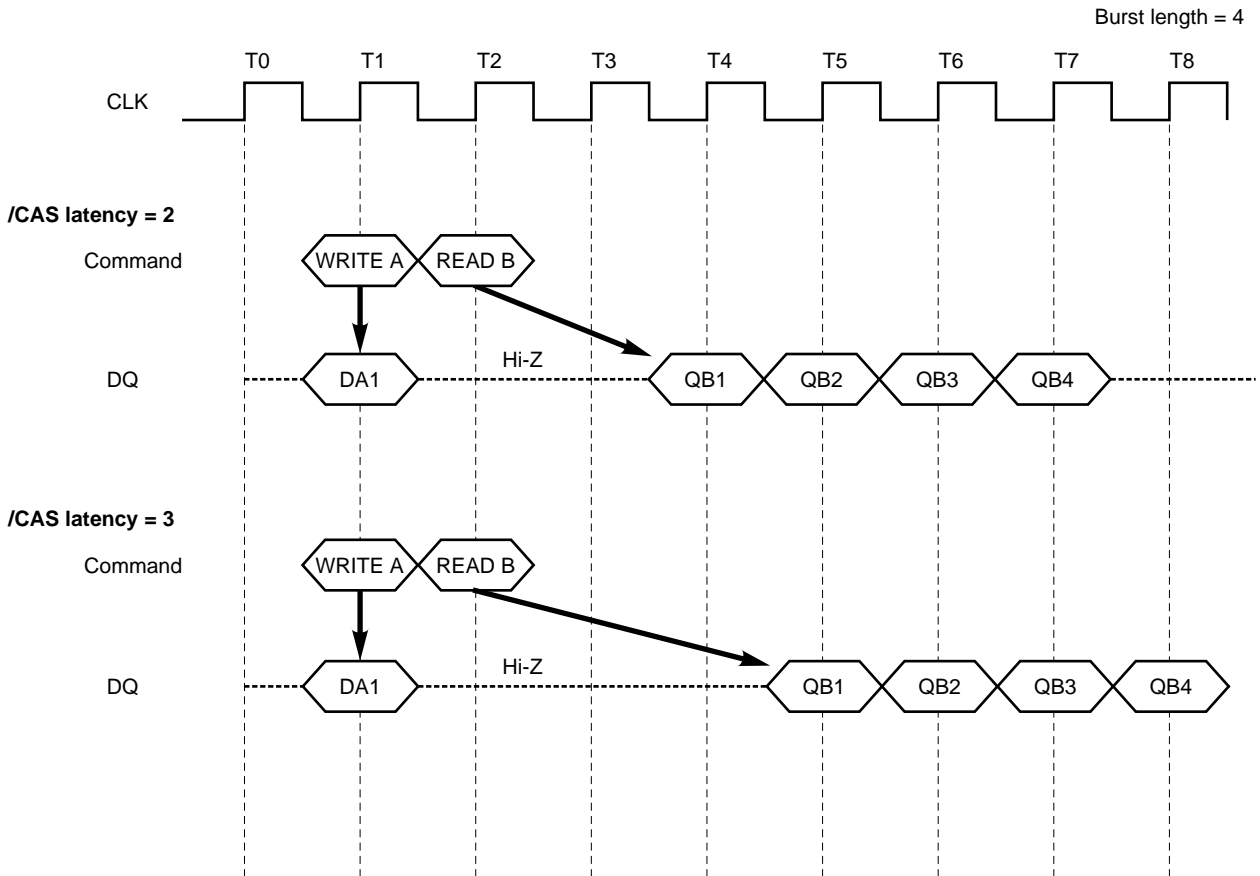 Burst length = 4
T0 T1 T2 T3 T4 T5 T6 T7 T8
CLK
/CAS latency = 2
Command WRITE A READ B
Hi-Z
DQ DA1 QB1 QB2 QB3 QB4
/CAS latency = 3
Command WRITE A READ B
Hi-Z
DQ DA1 QB1 QB2 QB3 QB4